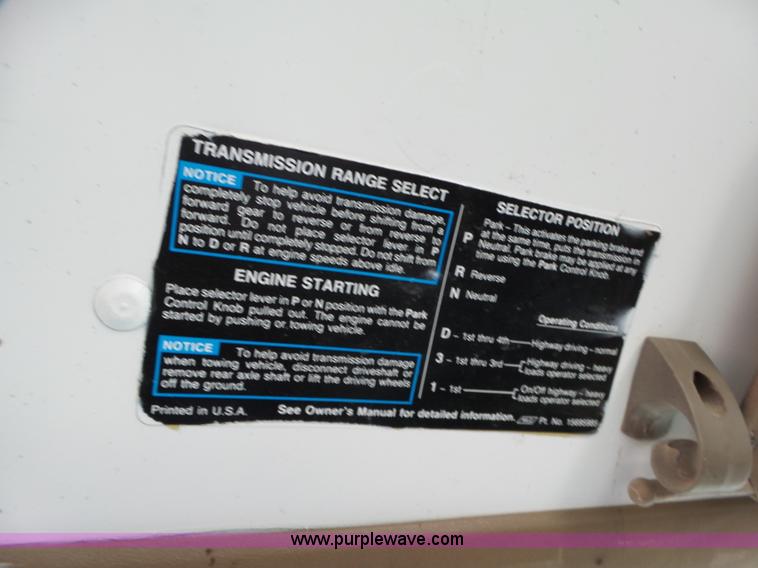 TRANSMISSION RANGE SELECT
NOTICE To help avoid transmission damage
completely stop vehicle before shifting from a
forward gear to reverse or from reverse to
forward. Do not place selector lever in P
position until completely stopped. Do not shift from
N to D or R at engine speeds above idle.
ENGINE STARTING
Place selector lever in P or N position with the Park
Control Knob pulled out. The engine cannot be
started by pushing or towing vehicle.
NOTICE To help avoid transmission damage
when towing vehicle, disconnect driveshaft or
remove rear axle shaft or lift the driving wheels
off the ground.
Printed in U.S.A.
See Owner's Manual for detailed information.
Pt. No.
SELECTOR POSITION
P Park – This activates the parking brake and
at the same time, puts the transmission in
Neutral. Park brake may be applied at any
time using the Park Control Knob.
R Reverse
N Neutral
Operating Conditions
D – 1st thru 4th Highway driving - normal
3 – 1st thru 3rd Highway driving - heavy
loads operator selected
1 – 1st On/Off highway - heavy
loads operator selected
www.purplewave.com